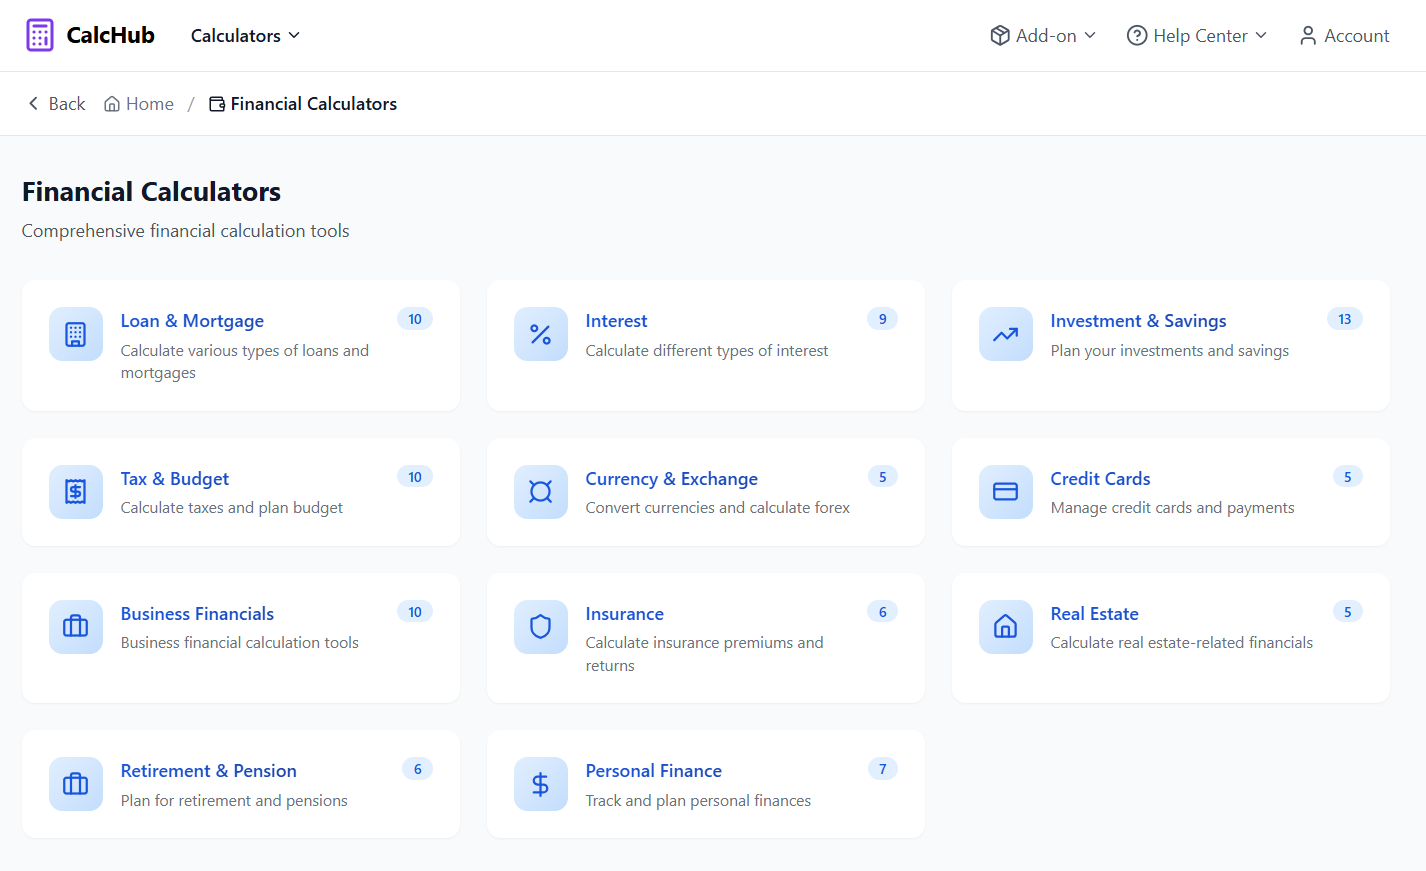 CalcHub
Calculators
Add-on
Help Center
Account
Back
Home
/
Financial Calculators
Financial Calculators
Comprehensive financial calculation tools
Loan & Mortgage
10
Calculate various types of loans and
mortgages
Interest
9
Calculate different types of interest
Investment & Savings
13
Plan your investments and savings
Tax & Budget
10
Calculate taxes and plan budget
Currency & Exchange
5
Convert currencies and calculate forex
Credit Cards
5
Manage credit cards and payments
Business Financials
10
Business financial calculation tools
Insurance
6
Calculate insurance premiums and
returns
Real Estate
5
Calculate real estate-related financials
Retirement & Pension
6
Plan for retirement and pensions
Personal Finance
7
Track and plan personal finances